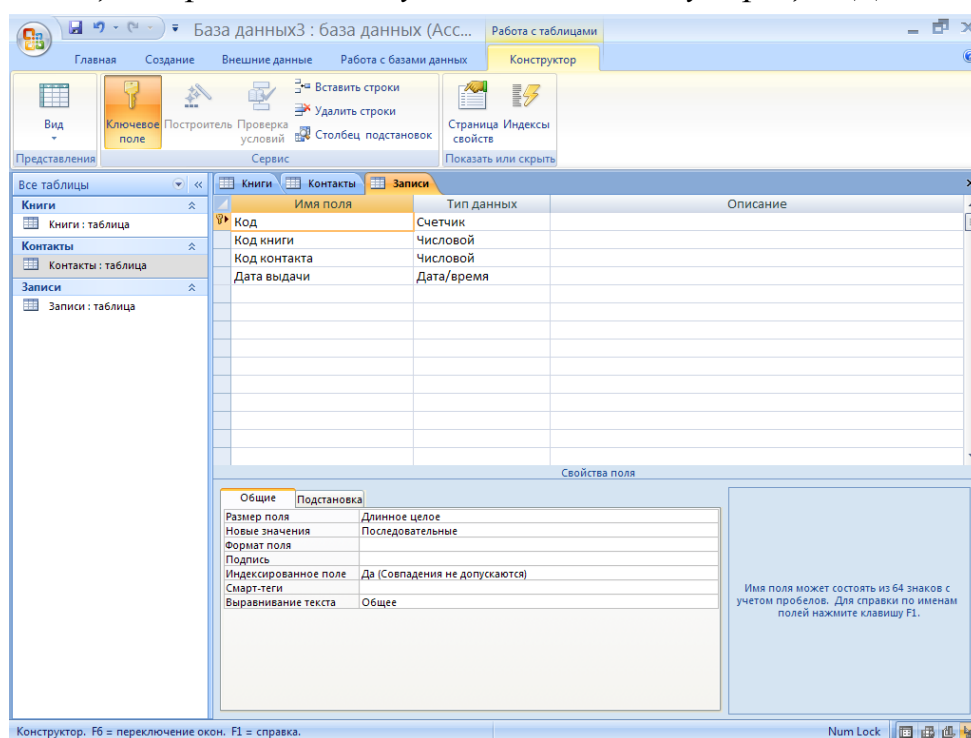 База данных3 : база данных (Acc...
Работа с таблицами
Главная Создание Внешние данные Работа с базами данных Конструктор
Вид
Ключевое поле
Построитель
Проверка условий
Вставить строки
Удалить строки
Столбец подстановок
Страница свойств
Индексы
Представления Сервис Показать или скрыть
Все таблицы
Книги
Книги : таблица
Контакты
Контакты : таблица
Записи
Записи : таблица
Книги Контакты Записи
Имя поля Тип данных Описание
Код Счетчик
Код книги Числовой
Код контакта Числовой
Дата выдачи Дата/время
Свойства поля
Общие Подстановка
Размер поля Длинное целое
Новые значения Последовательные
Формат поля
Подпись
Индексированное поле Да (Совпадения не допускаются)
Смарт-теги
Выравнивание текста Общее
Имя поля может состоять из 64 знаков с
учетом пробелов. Для справки по именам
полей нажмите клавишу F1.
Конструктор. F6 = переключение окон. F1 = справка. Num Lock